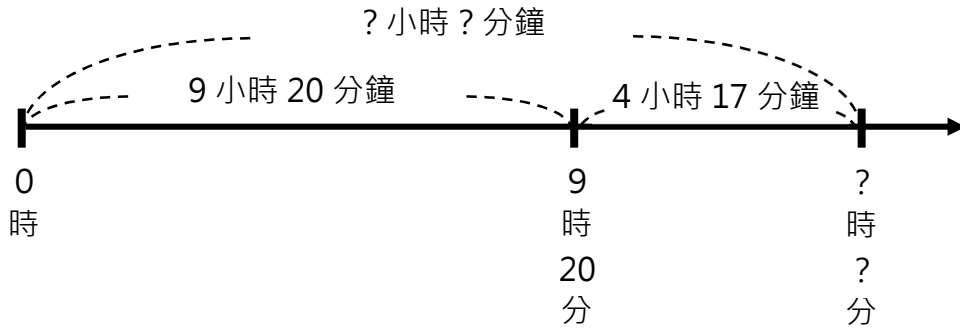 ? 小時 ? 分鐘
9 小時 20 分鐘
4 小時 17 分鐘
0
時
9
時
20
分
?
時
?
分